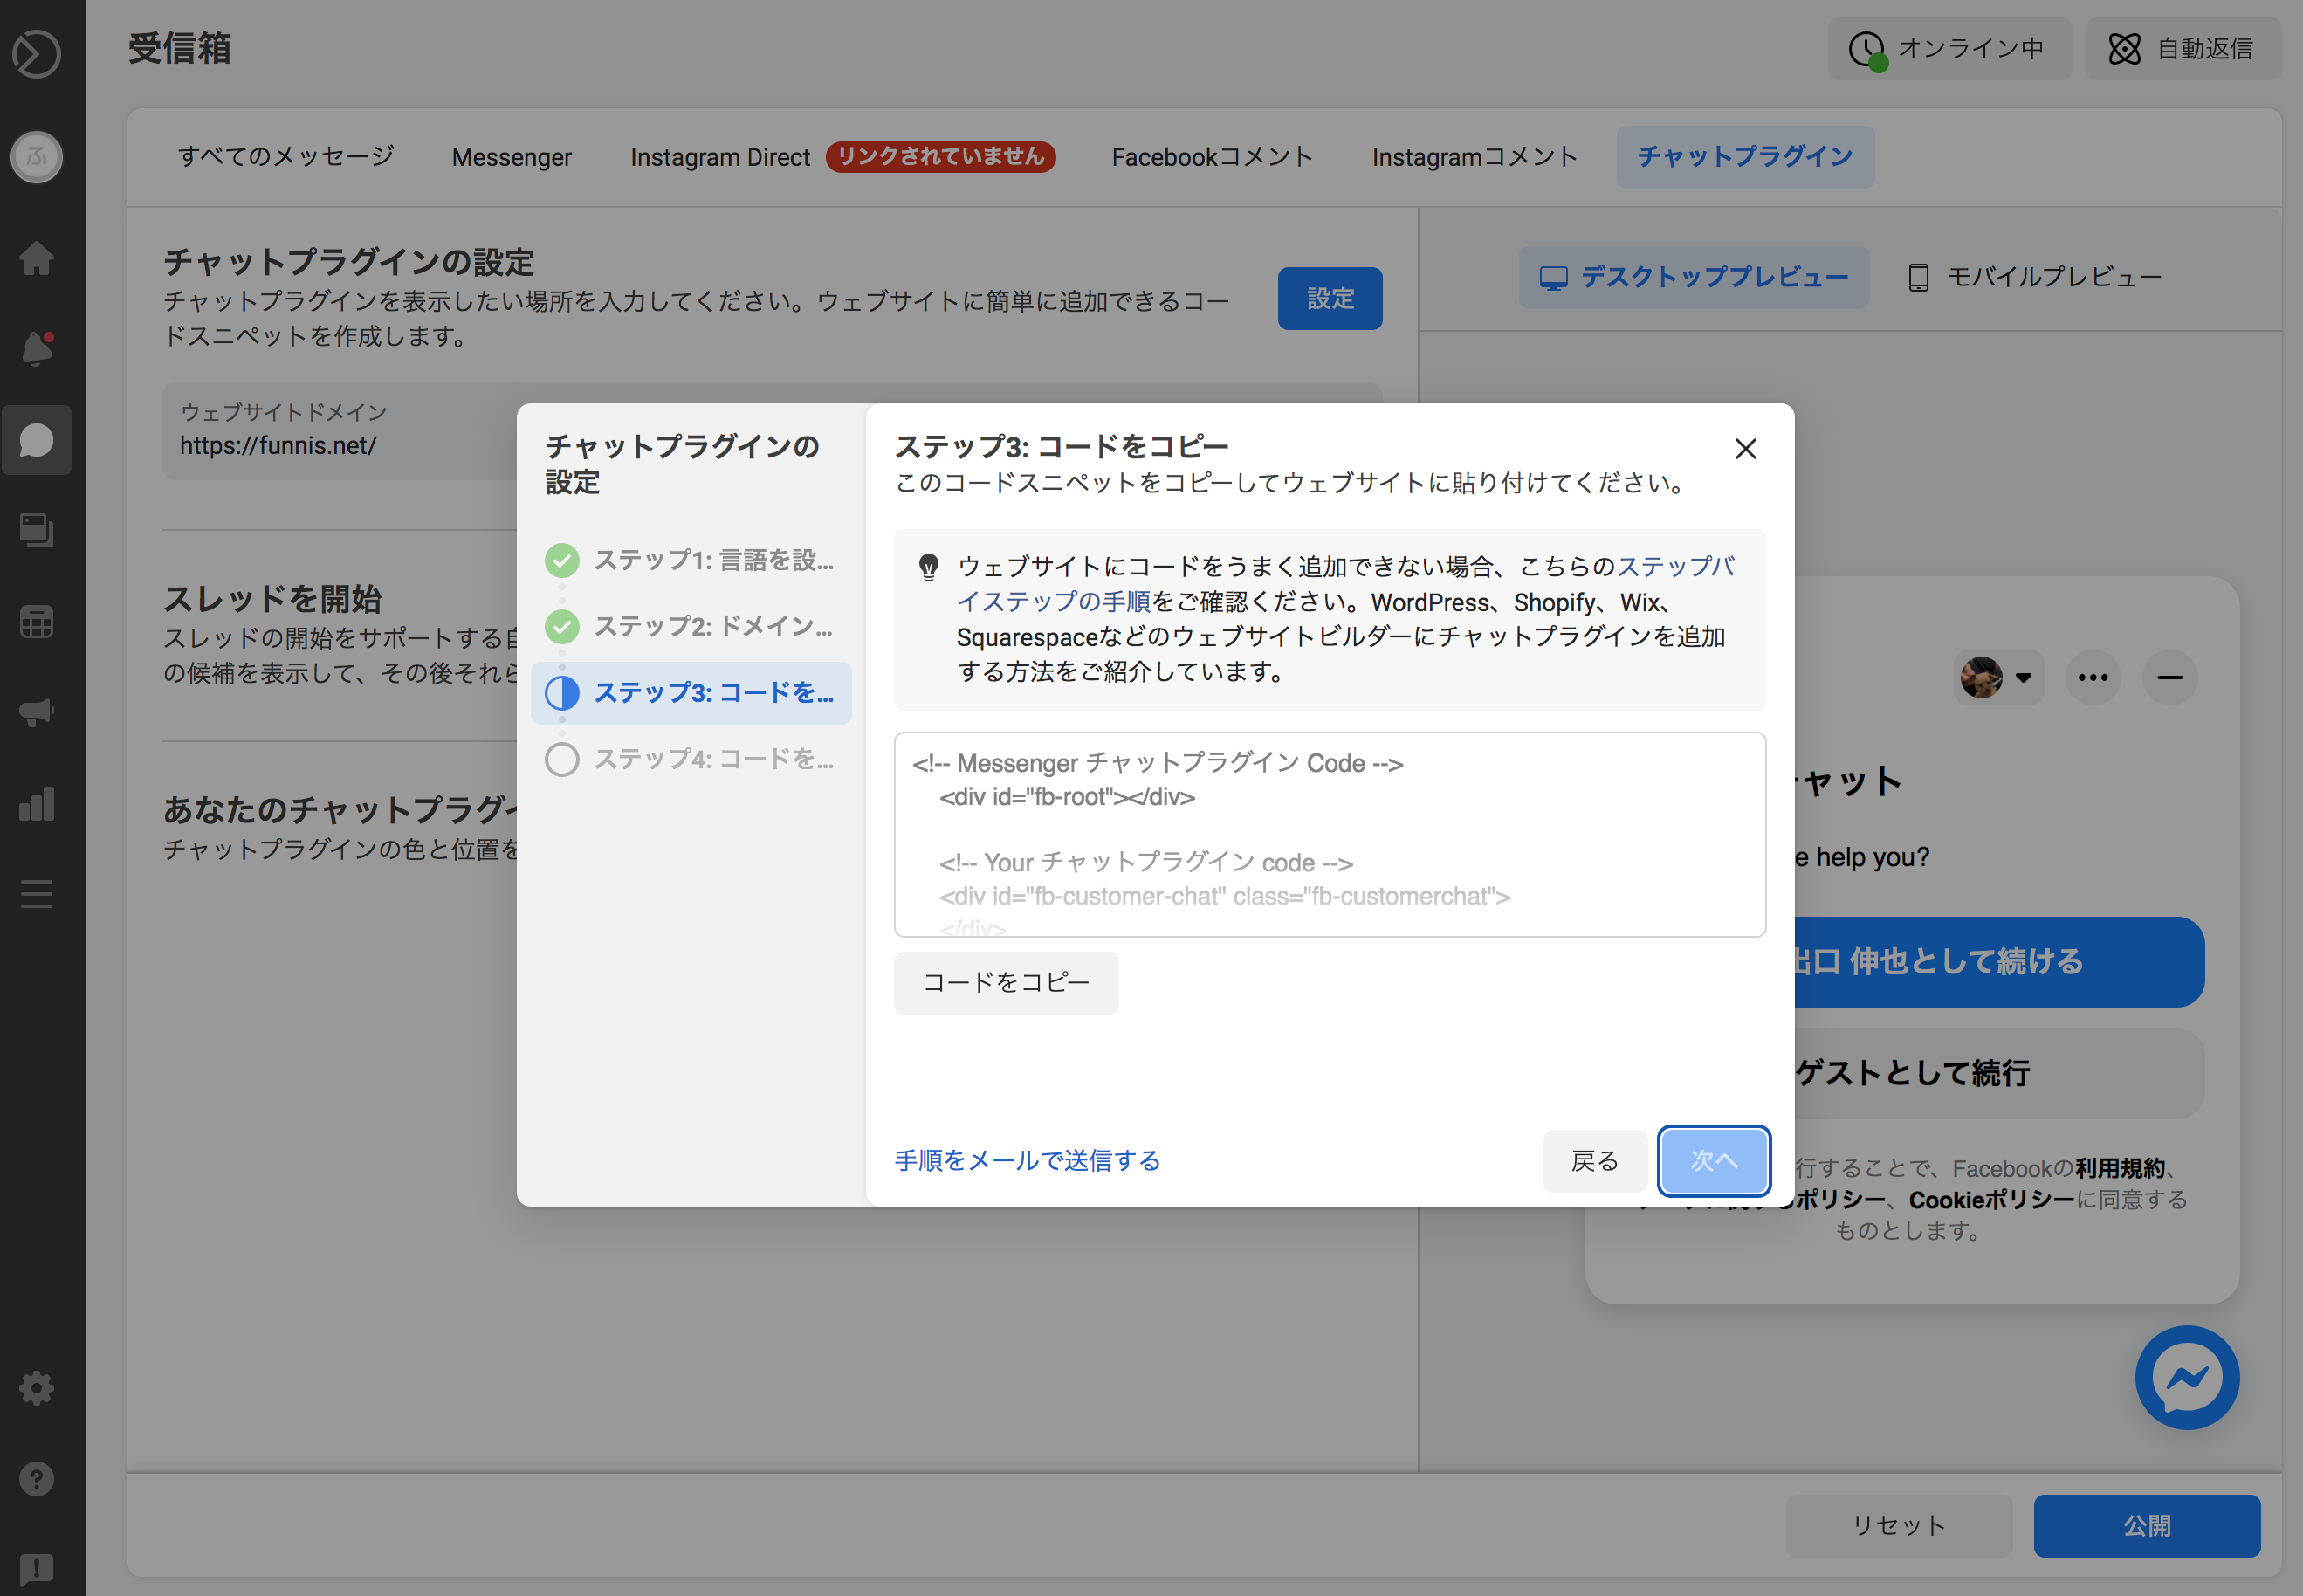 受信箱
オンライン中
自動返信
ふ
すべてのメッセージ
Messenger
Instagram Direct
リンクされていません
Facebookコメント
Instagramコメント
チャットプラグイン
チャットプラグインの設定
チャットプラグインを表示したい場所を入力してください。ウェブサイトに簡単に追加できるコー
ドスニペットを作成します。
設定
ウェブサイトドメイン
https://funnis.net/
スレッドを開始
スレッドの開始をサポートする
の候補を表示して、その後それら
あなたのチャットプラグイ
チャットプラグインの色と位置を
デスクトッププレビュー
モバイルプレビュー
チャットプラグインの
設定
ステップ1: 言語を設...
ステップ2: ドメイン...
ステップ3: コードを...
ステップ4: コードを...
ステップ3: コードをコピー
このコードスニペットをコピーしてウェブサイトに貼り付けてください。
ウェブサイトにコードをうまく追加できない場合、こちらのステップバ
イステップの手順をご確認ください。WordPress、Shopify、Wix、
Squarespaceなどのウェブサイトビルダーにチャットプラグインを追加
する方法をご紹介しています。
<!-- Messenger チャットプラグイン Code -->
<div id="fb-root"></div>
<!-- Your チャットプラグイン code -->
<div id="fb-customer-chat" class="fb-customerchat">
</div>
コードをコピー
手順をメールで送信する
戻る
次へ
ャット
e help you?
出口 伸也として続ける
ゲストとして続行
行することで、Facebookの利用規約、
ポリシー、Cookieポリシーに同意する
ものとします。
リセット
公開